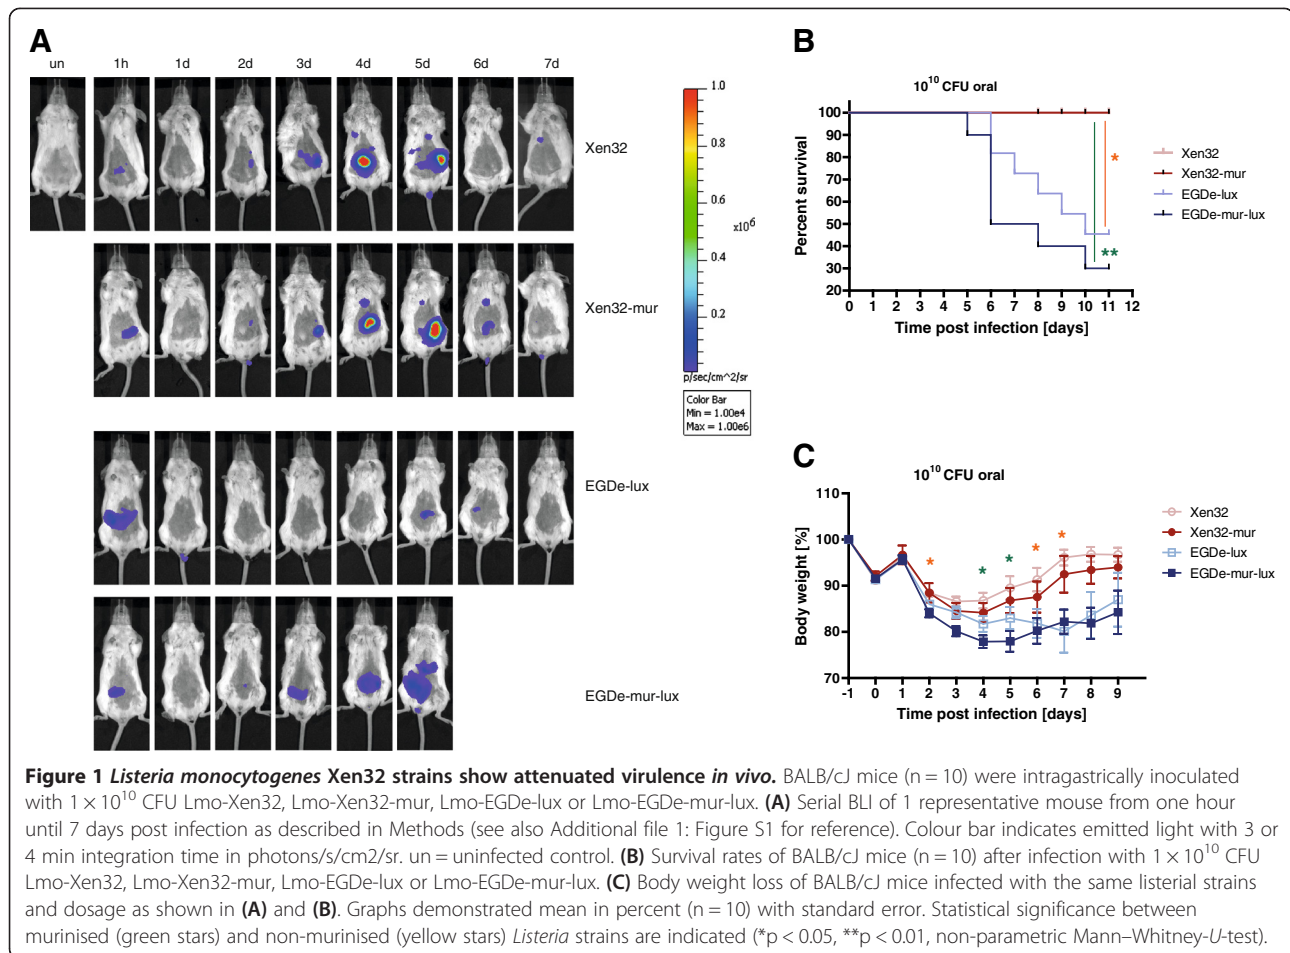 A
un 1h 1d 2d 3d 4d 5d 6d 7d
Xen32
Xen32-mur
EGDe-lux
EGDe-mur-lux
1.0
0.8
0.6
x10⁶
0.4
0.2
p/sec/cm^2/sr
Color Bar
Min = 1.00e4
Max = 1.00e6
B
10¹⁰ CFU oral
Percent survival
100
90
80
70
60
50
40
30
20
0 1 2 3 4 5 6 7 8 9 10 11 12
Time post infection [days]
*
**
Xen32
Xen32-mur
EGDe-lux
EGDe-mur-lux
C
10¹⁰ CFU oral
Body weight [%]
110
100
90
80
70
-1 0 1 2 3 4 5 6 7 8 9
Time post infection [days]
* * * * *
Xen32
Xen32-mur
EGDe-lux
EGDe-mur-lux
Figure 1 Listeria monocytogenes Xen32 strains show attenuated virulence in vivo. BALB/cJ mice (n = 10) were intragastrically inoculated
with 1 × 10¹⁰ CFU Lmo-Xen32, Lmo-Xen32-mur, Lmo-EGDe-lux or Lmo-EGDe-mur-lux. (A) Serial BLI of 1 representative mouse from one hour
until 7 days post infection as described in Methods (see also Additional file 1: Figure S1 for reference). Colour bar indicates emitted light with 3 or
4 min integration time in photons/s/cm2/sr. un = uninfected control. (B) Survival rates of BALB/cJ mice (n = 10) after infection with 1 × 10¹⁰ CFU
Lmo-Xen32, Lmo-Xen32-mur, Lmo-EGDe-lux or Lmo-EGDe-mur-lux. (C) Body weight loss of BALB/cJ mice infected with the same listerial strains
and dosage as shown in (A) and (B). Graphs demonstrated mean in percent (n = 10) with standard error. Statistical significance between
murinised (green stars) and non-murinised (yellow stars) Listeria strains are indicated (*p < 0.05, **p < 0.01, non-parametric Mann–Whitney-U-test).